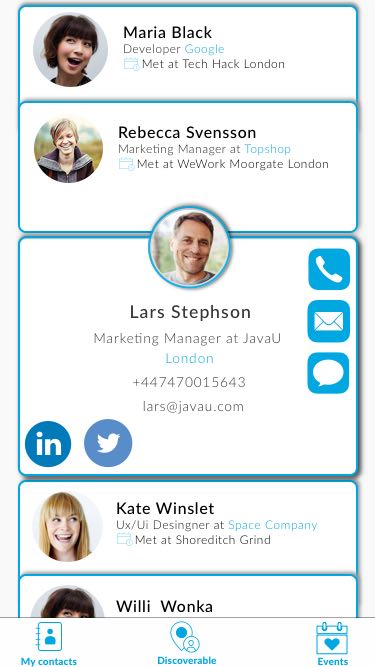 Maria Black
Developer Google
Met at Tech Hack London
Rebecca Svensson
Marketing Manager at Topshop
Met at WeWork Moorgate London
Lars Stephson
Marketing Manager at JavaU
London
+447470015643
lars@javau.com
in
Kate Winslet
Ux/Ui Desingner at Space Company
Met at Shoreditch Grind
Willi Wonka
My contacts
Discoverable
Events